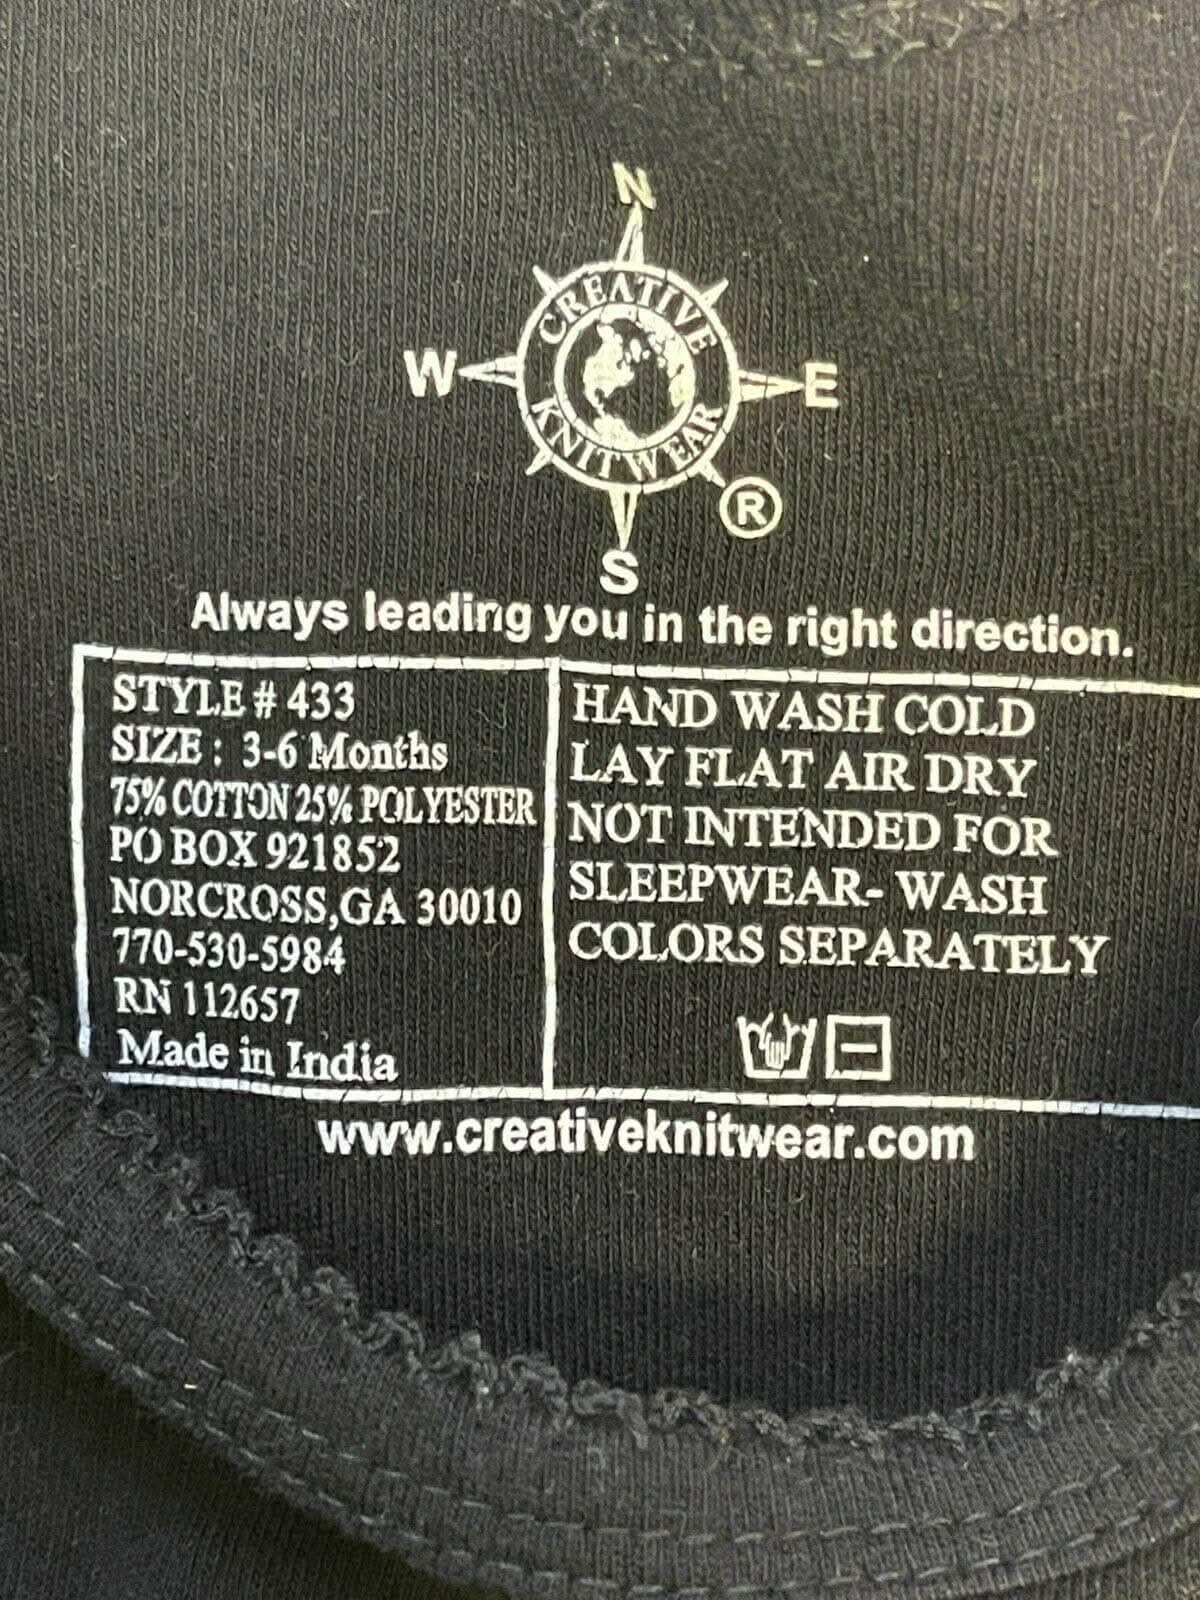 N
CREATIVE
W E
KNITWEAR
®
S
Always leading you in the right direction.
STYLE # 433
SIZE : 3-6 Months
75% COTTON 25% POLYESTER
PO BOX 921852
NORCROSS,GA 30010
770-530-5984
RN 112657
Made in India
HAND WASH COLD
LAY FLAT AIR DRY
NOT INTENDED FOR
SLEEPWEAR- WASH
COLORS SEPARATELY
www.creativeknitwear.com